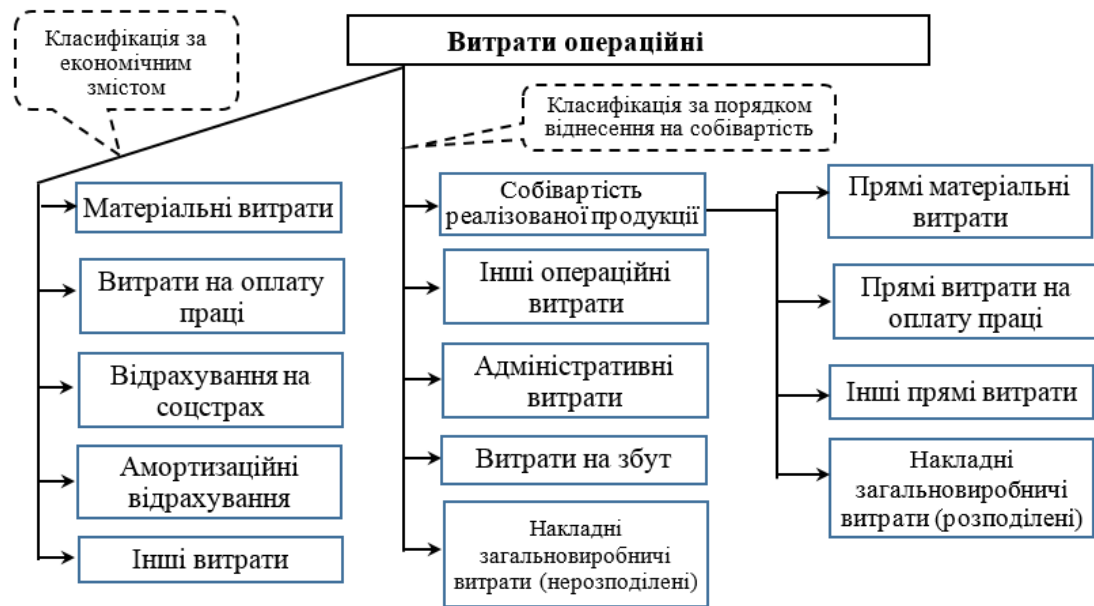 Витрати операційні
Класифікація за
економічним
змістом
Класифікація за порядком
віднесення на собівартість
Матеріальні витрати
Витрати на оплату
праці
Відрахування на
соцстрах
Амортизаційні
відрахування
Інші витрати
Собівартість
реалізованої продукції
Інші операційні
витрати
Адміністративні
витрати
Витрати на збут
Накладні
загальновиробничі
витрати (нерозподілені)
Прямі матеріальні
витрати
Прямі витрати на
оплату праці
Інші прямі витрати
Накладні
загальновиробничі
витрати (розподілені)